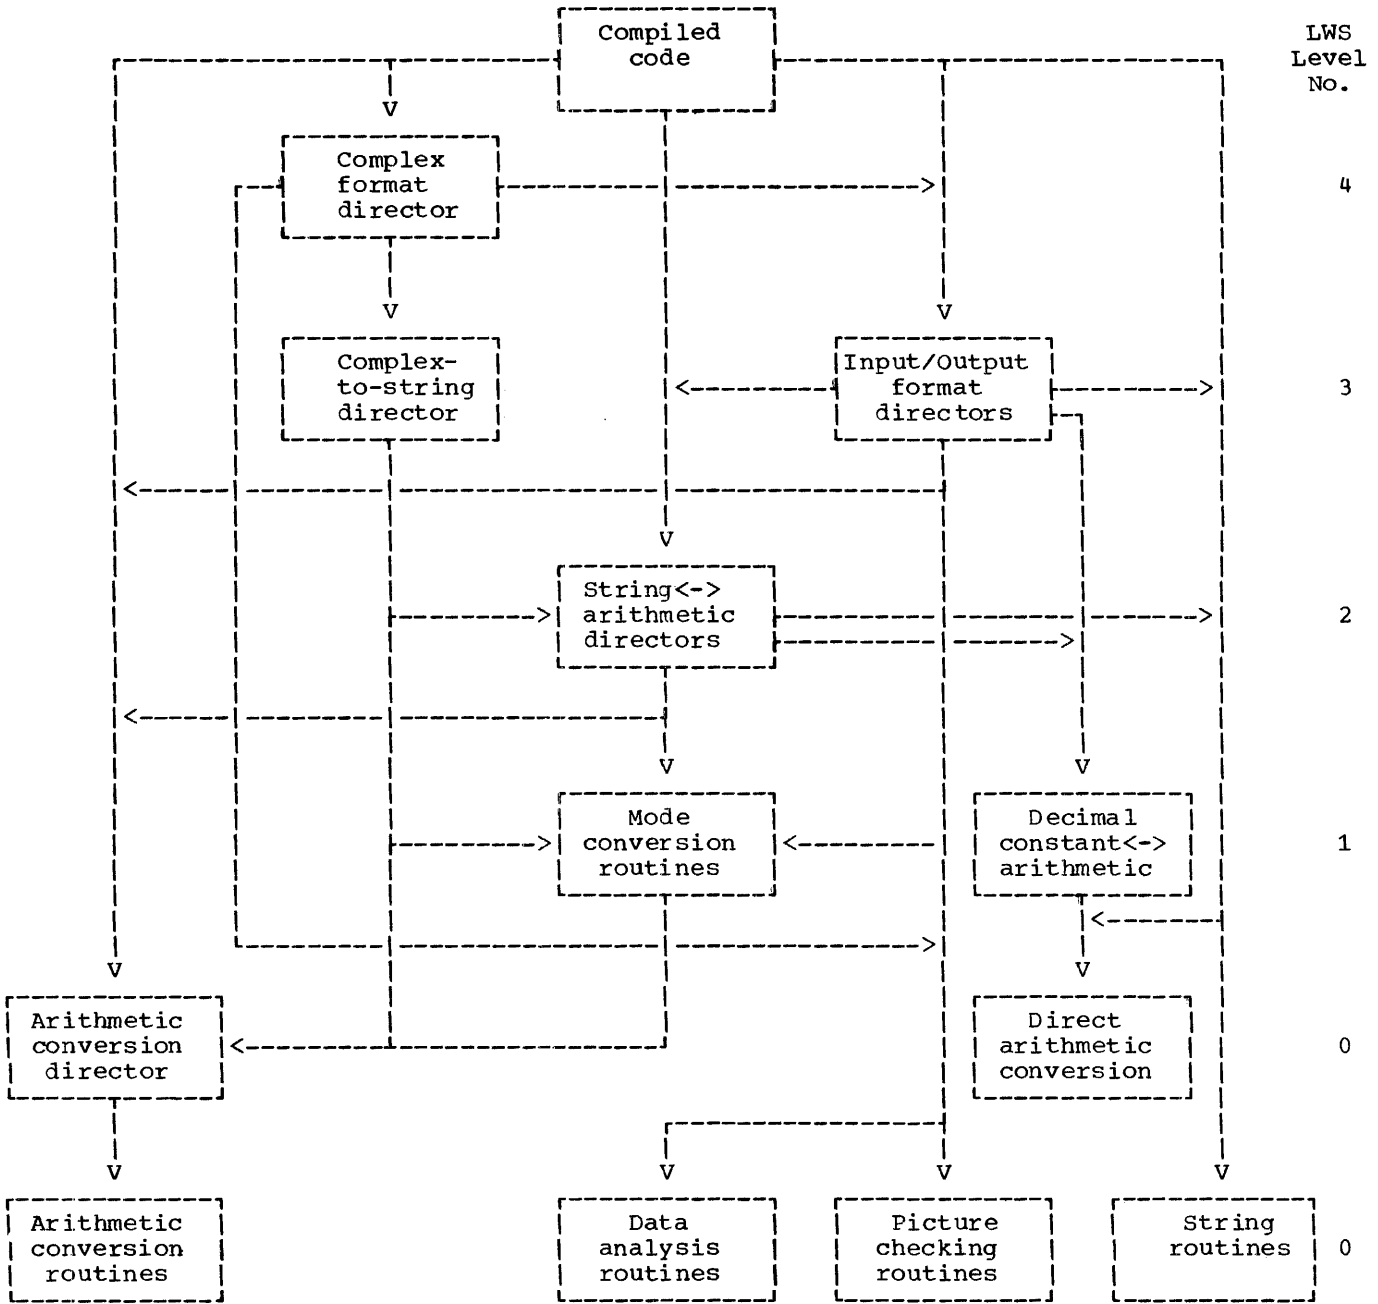 Compiled
code
LWS
Level
No.
Complex
format
director
4
Complex-
to-string
director
Input/Output
format
directors
3
String<->
arithmetic
directors
2
Mode
conversion
routines
Decimal
constant<->
arithmetic
1
Arithmetic
conversion
director
Direct
arithmetic
conversion
0
Arithmetic
conversion
routines
Data
analysis
routines
Picture
checking
routines
String
routines
0